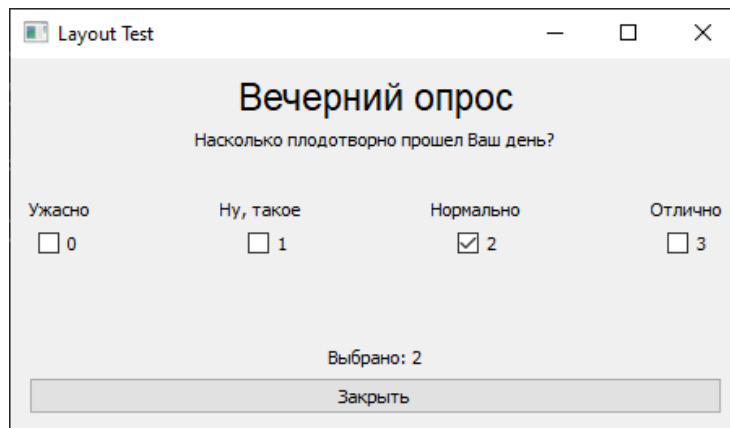 Layout Test
Вечерний опрос
Насколько плодотворно прошел Ваш день?
Ужасно Ну, такое Нормально Отлично
0 1 2 3
Выбрано: 2
Закрыть